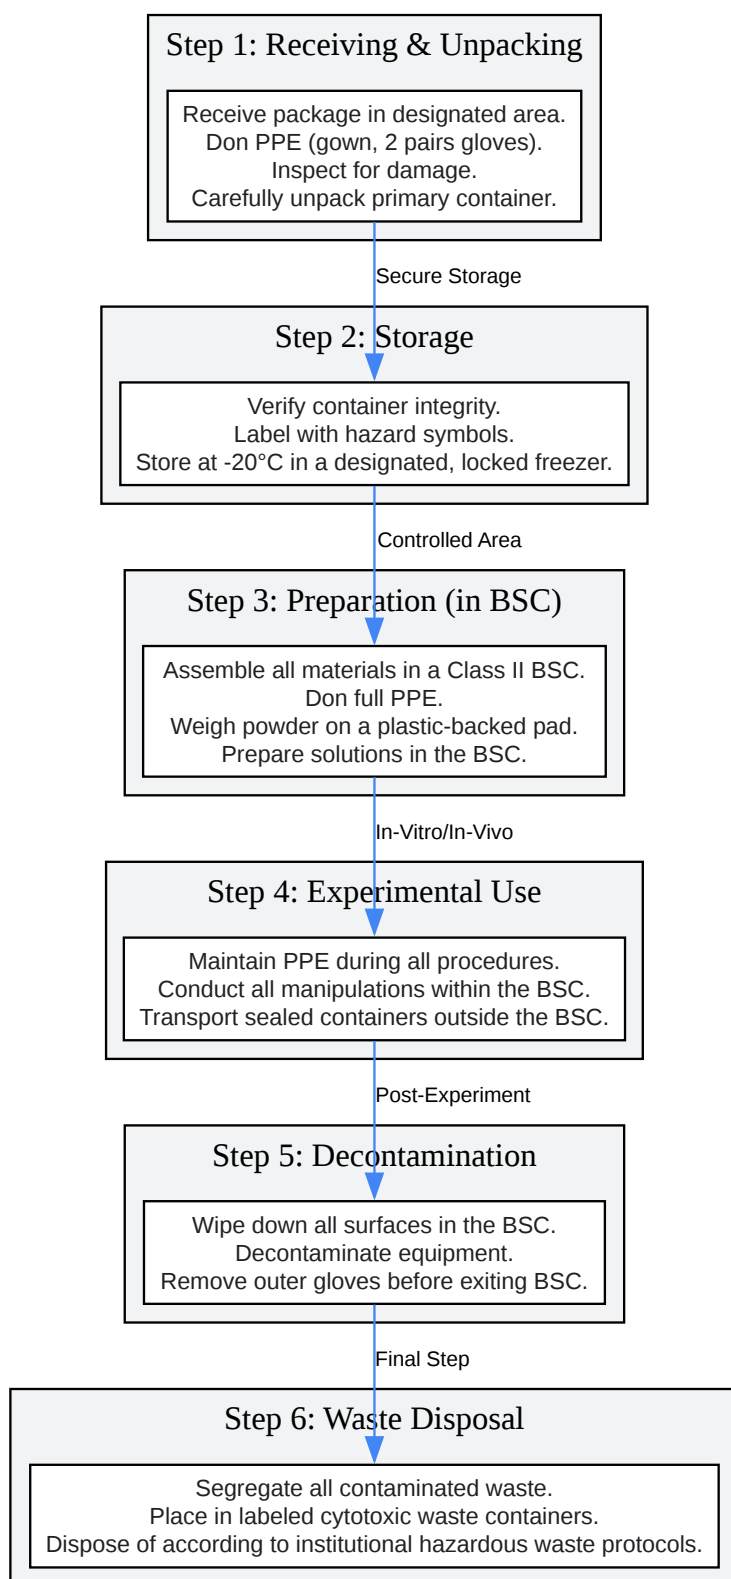 Step 1: Receiving & Unpacking
Receive package in designated area.
Don PPE (gown, 2 pairs gloves).
Inspect for damage.
Carefully unpack primary container.
Secure Storage
Step 2: Storage
Verify container integrity.
Label with hazard symbols.
Store at -20°C in a designated, locked freezer.
Controlled Area
Step 3: Preparation (in BSC)
Assemble all materials in a Class II BSC.
Don full PPE.
Weigh powder on a plastic-backed pad.
Prepare solutions in the BSC.
In-Vitro/In-Vivo
Step 4: Experimental Use
Maintain PPE during all procedures.
Conduct all manipulations within the BSC.
Transport sealed containers outside the BSC.
Post-Experiment
Step 5: Decontamination
Wipe down all surfaces in the BSC.
Decontaminate equipment.
Remove outer gloves before exiting BSC.
Final Step
Step 6: Waste Disposal
Segregate all contaminated waste.
Place in labeled cytotoxic waste containers.
Dispose of according to institutional hazardous waste protocols.